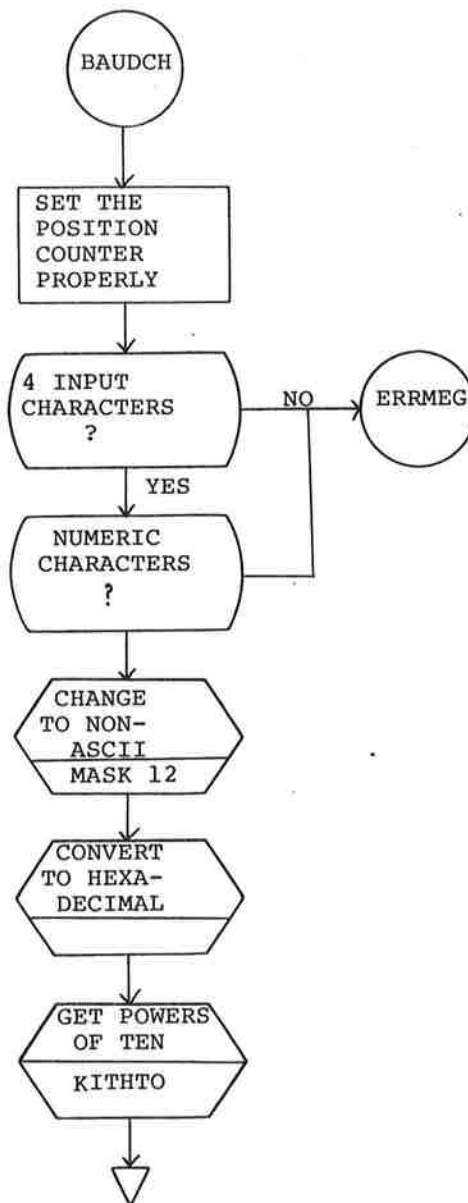 BAUDCH
SET THE
POSITION
COUNTER
PROPERLY
4 INPUT
CHARACTERS
?
NO
ERRMEG
YES
NUMERIC
CHARACTERS
?
CHANGE
TO NON-
ASCII
MASK 12
CONVERT
TO HEXA-
DECIMAL
GET POWERS
OF TEN
KITHTO